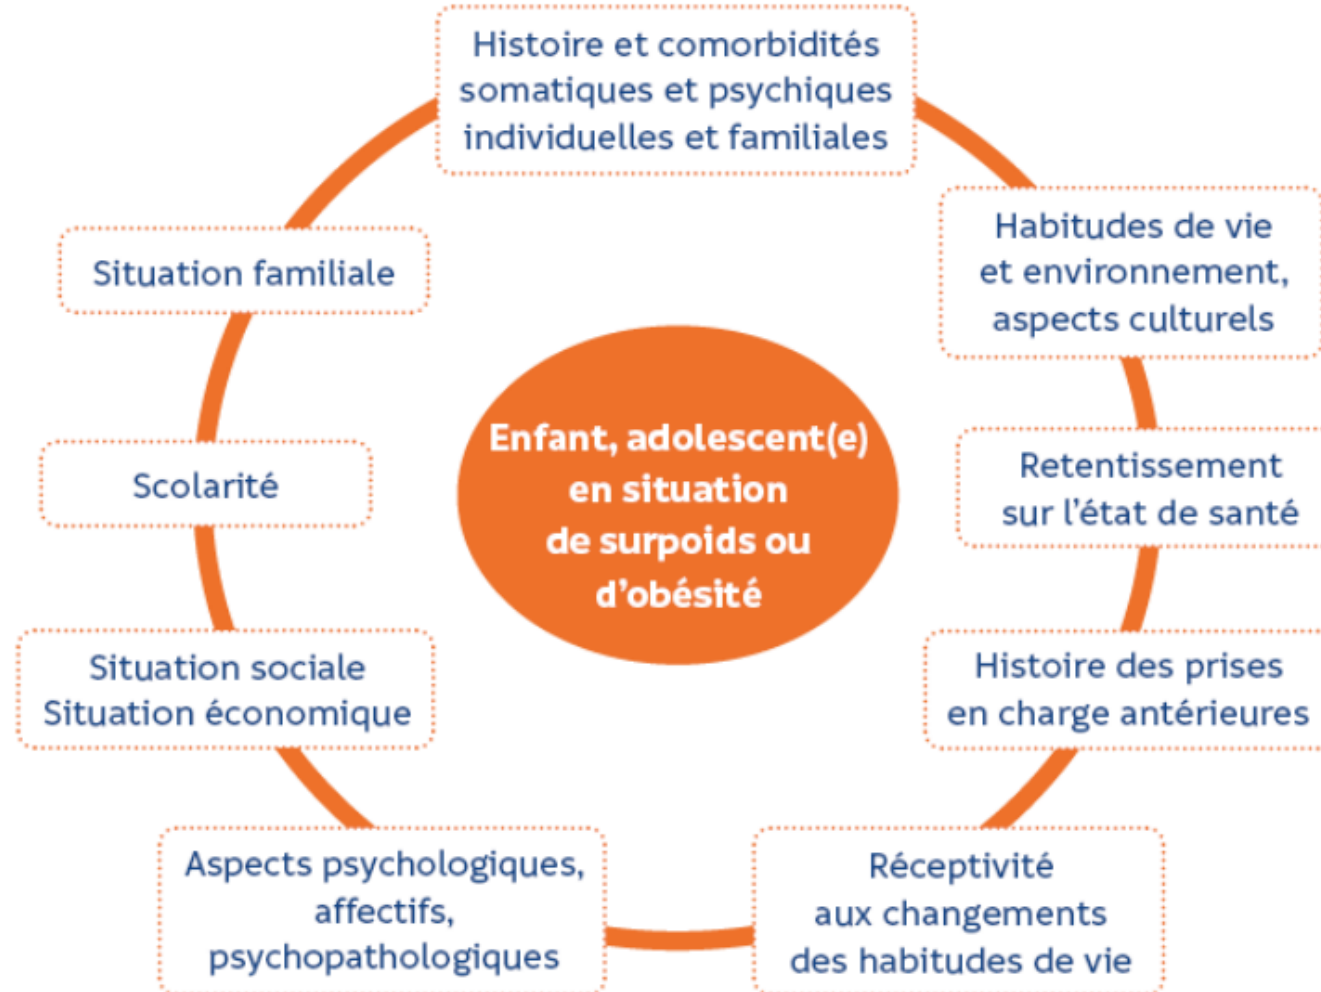 Histoire et comorbidités
somatiques et psychiques
individuelles et familiales
Habitudes de vie
et environnement,
aspects culturels
Retentissement
sur l'état de santé
Histoire des prises
en charge antérieures
Réceptivité
aux changements
des habitudes de vie
Aspects psychologiques,
affectifs,
psychopathologiques
Situation sociale
Situation économique
Scolarité
Situation familiale
Enfant, adolescent(e)
en situation
de surpoids ou
d'obésité